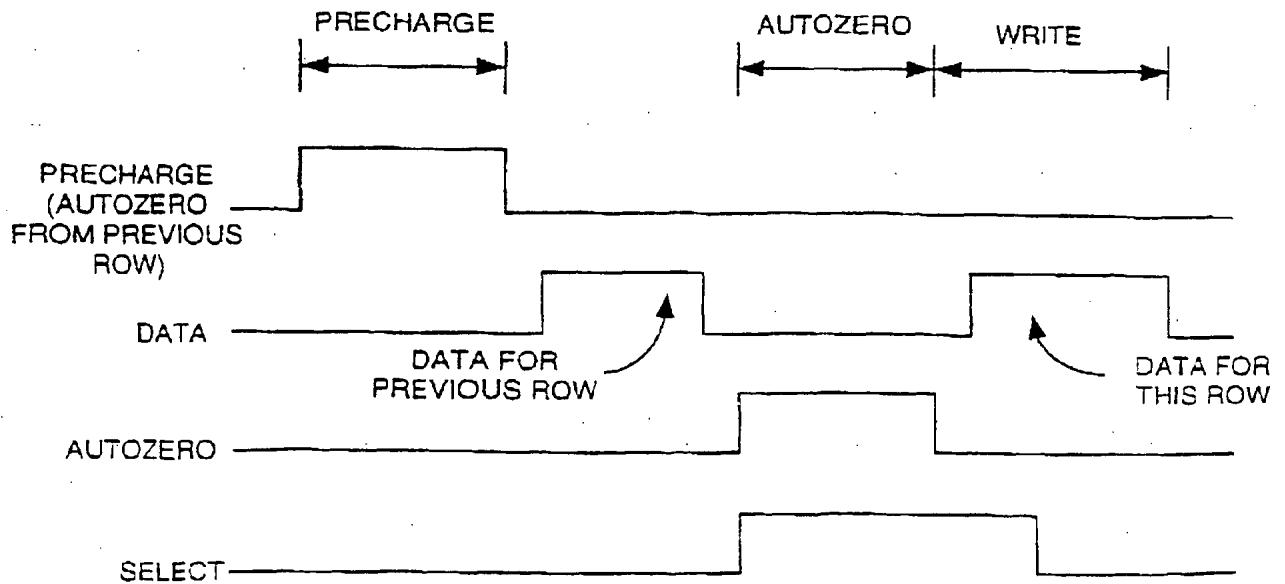 PRECHARGE
AUTOZERO
WRITE
PRECHARGE
(AUTOZERO
FROM PREVIOUS
ROW)
DATA
DATA FOR
PREVIOUS ROW
DATA FOR
THIS ROW
AUTOZERO
SELECT